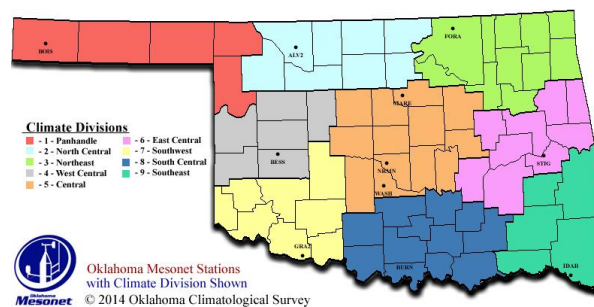 FORA
BOIS
ALV2
MARE
Climate Divisions
- 1 - Panhandle
- 2 - North Central
- 3 - Northeast
- 4 - West Central
- 5 - Central
- 6 - East Central
- 7 - Southwest
- 8 - South Central
- 9 - Southeast
BESS
NRMN
STIG
WASH
GRA2
BURN
IDAB
Oklahoma Mesonet Stations
with Climate Division Shown
Oklahoma
Mesonet
© 2014 Oklahoma Climatological Survey